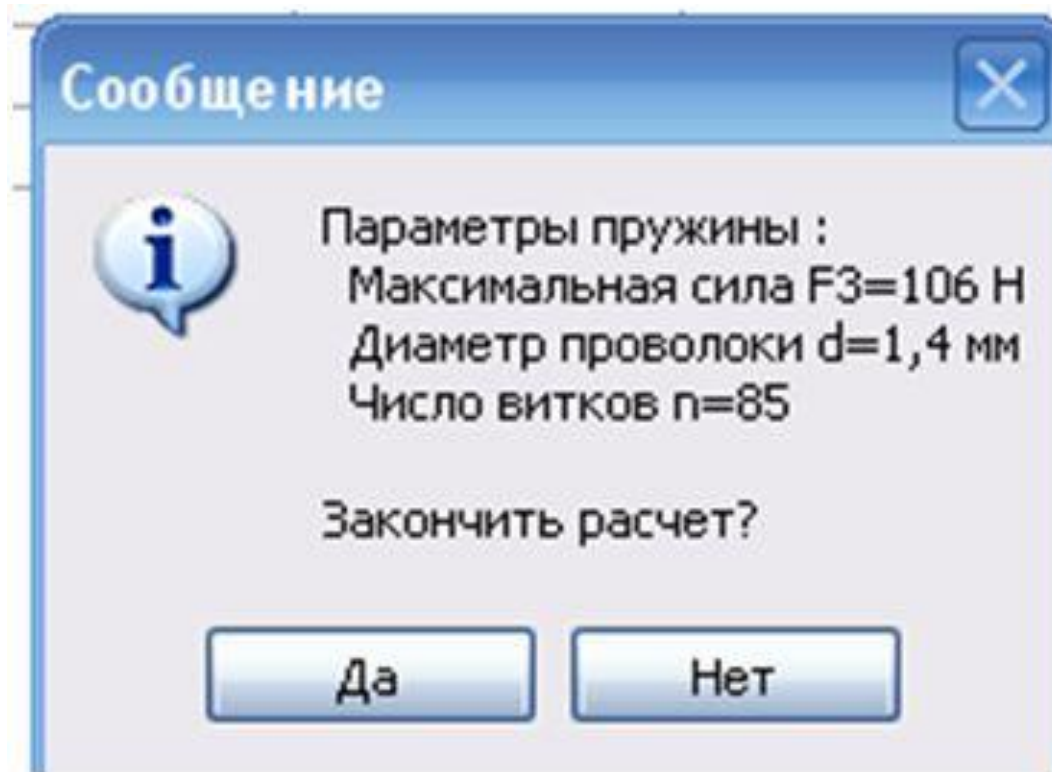 Сообщение
Параметры пружины :
Максимальная сила F3=106 Н
Диаметр проволоки d=1,4 мм
Число витков n=85
Закончить расчет?
Да
Нет